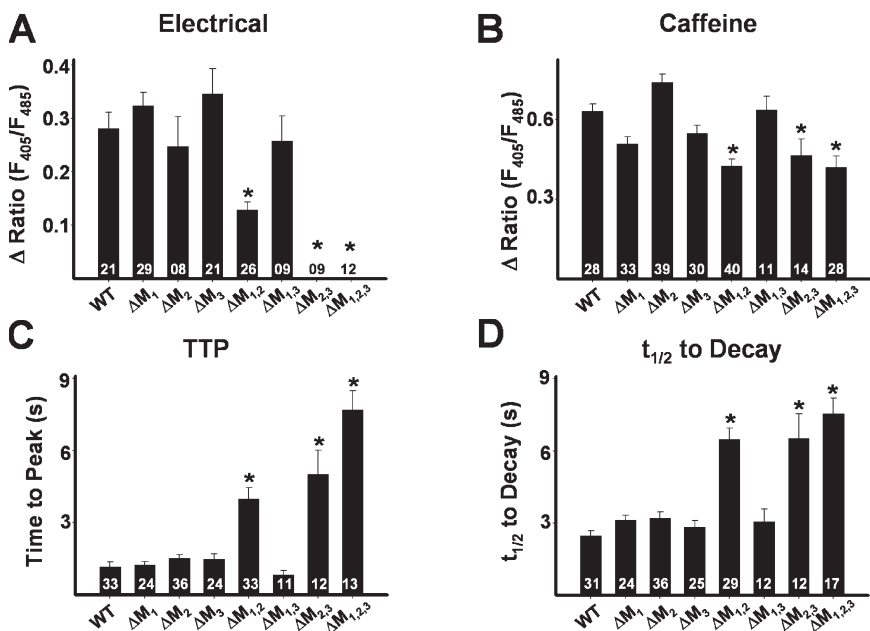 A Electrical
Δ Ratio (F405/F485)
0.4
0.3
0.2
0.1
21 29 08 21 26 09 09 12
* * *
WT ΔM1 ΔM2 ΔM3 ΔM1,2 ΔM1,3 ΔM2,3 ΔM1,2,3
B Caffeine
Δ Ratio (F405/F485)
0.6
0.3
* * *
28 33 39 30 40 11 14 28
WT ΔM1 ΔM2 ΔM3 ΔM1,2 ΔM1,3 ΔM2,3 ΔM1,2,3
C TTP
Time to Peak (s)
9
6
3
* * *
33 24 36 24 33 11 12 13
WT ΔM1 ΔM2 ΔM3 ΔM1,2 ΔM1,3 ΔM2,3 ΔM1,2,3
D t1/2 to Decay
t1/2 to Decay (s)
9
6
3
* * *
31 24 36 25 29 12 12 17
WT ΔM1 ΔM2 ΔM3 ΔM1,2 ΔM1,3 ΔM2,3 ΔM1,2,3